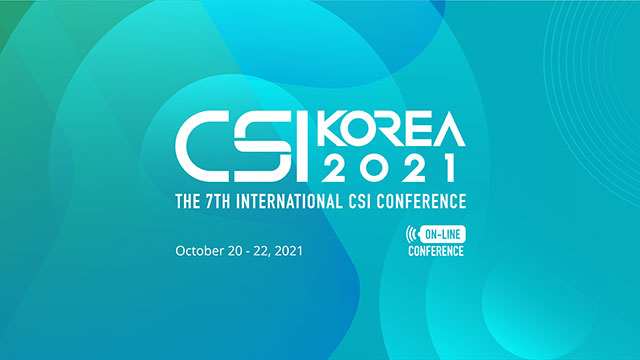 CSI KOREA
2021
THE 7TH INTERNATIONAL CSI CONFERENCE
October 20 - 22, 2021
ON-LINE
CONFERENCE